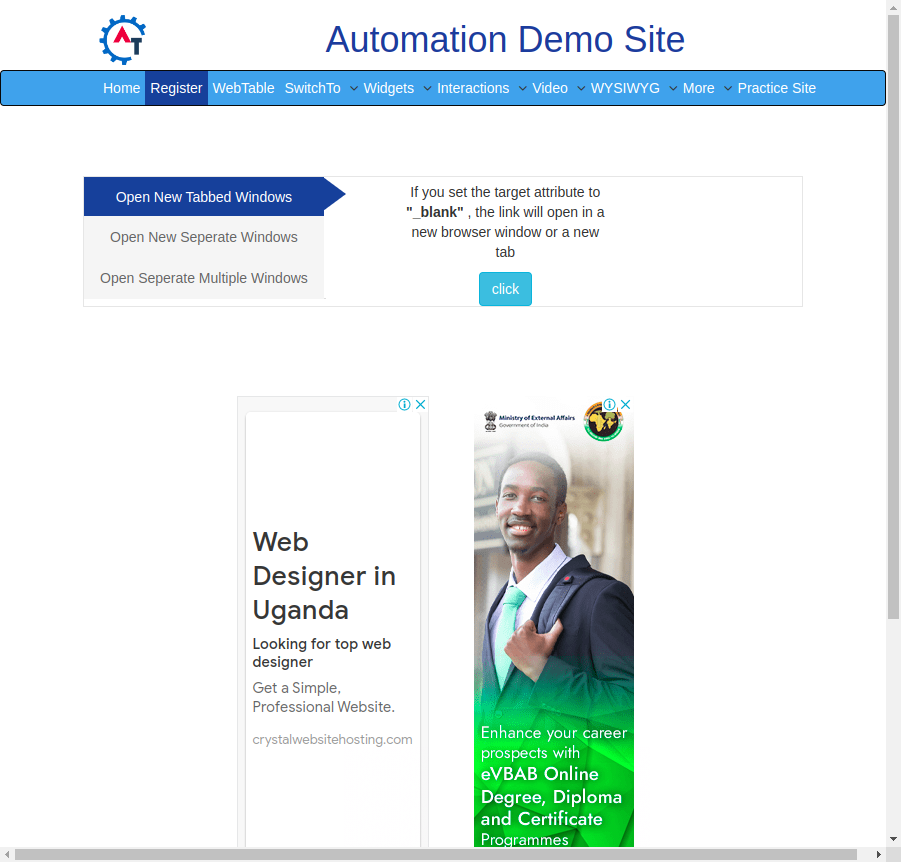 AT
Automation Demo Site
Home Register WebTable SwitchTo Widgets Interactions Video WYSIWYG More Practice Site
Open New Tabbed Windows
Open New Seperate Windows
Open Seperate Multiple Windows
If you set the target attribute to
"_blank" , the link will open in a
new browser window or a new
tab
click
Web
Designer in
Uganda
Looking for top web
designer
Get a Simple,
Professional Website.
crystalwebsitehosting.com
Ministry of External Affairs
Government of India
Enhance your career
prospects with
eVBAB Online
Degree, Diploma
and Certificate
Programmes